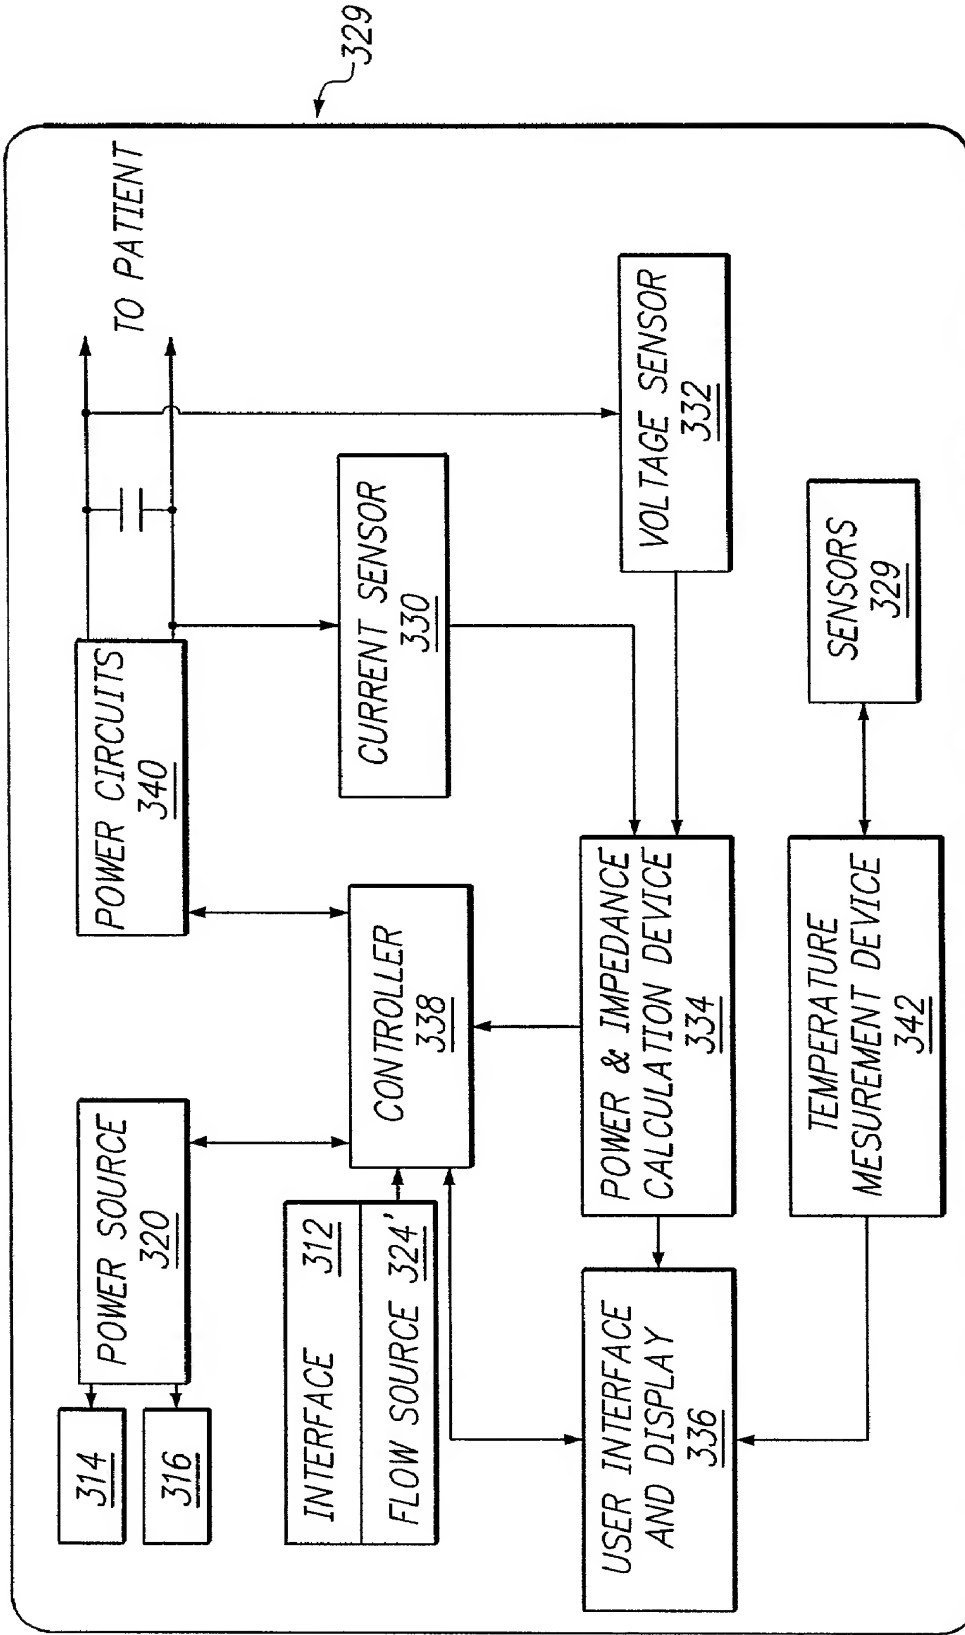 329
TO PATIENT
314
316
POWER SOURCE
320
POWER CIRCUITS
340
INTERFACE 312
FLOW SOURCE 324'
CONTROLLER
338
CURRENT SENSOR
330
VOLTAGE SENSOR
332
USER INTERFACE
AND DISPLAY
336
POWER & IMPEDANCE
CALCULATION DEVICE
334
TEMPERATURE
MESUREMENT DEVICE
342
SENSORS
329